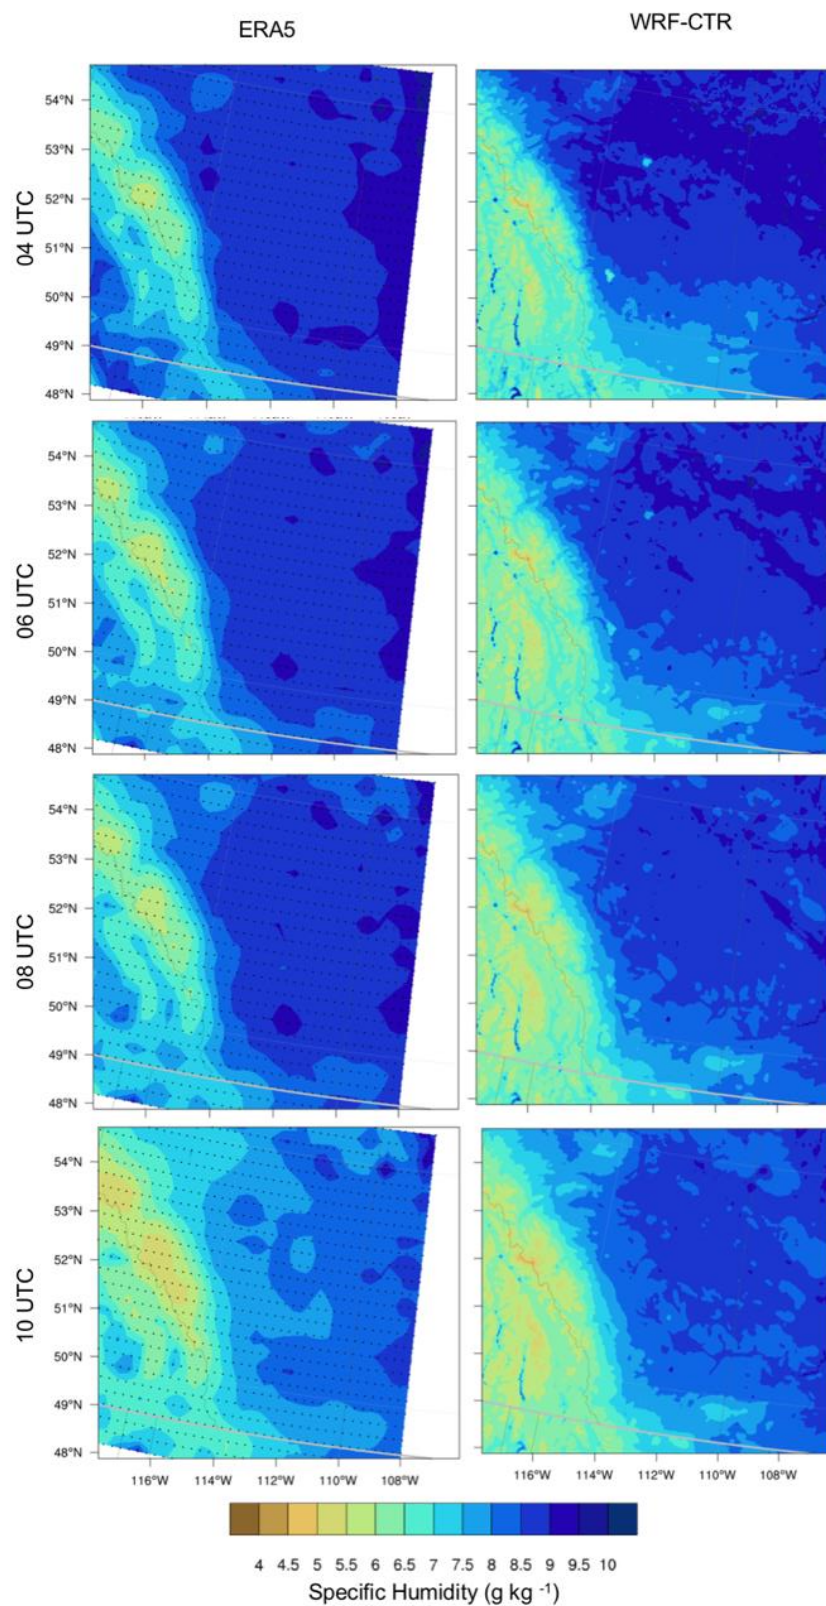 ERA5 WRF-CTR
04 UTC
54°N
53°N
52°N
51°N
50°N
49°N
48°N
06 UTC
54°N
53°N
52°N
51°N
50°N
49°N
48°N
08 UTC
54°N
53°N
52°N
51°N
50°N
49°N
48°N
10 UTC
54°N
53°N
52°N
51°N
50°N
49°N
48°N
116°W 114°W 112°W 110°W 108°W 116°W 114°W 112°W 110°W 108°W
4 4.5 5 5.5 6 6.5 7 7.5 8 8.5 9 9.5 10
Specific Humidity (g kg -1)